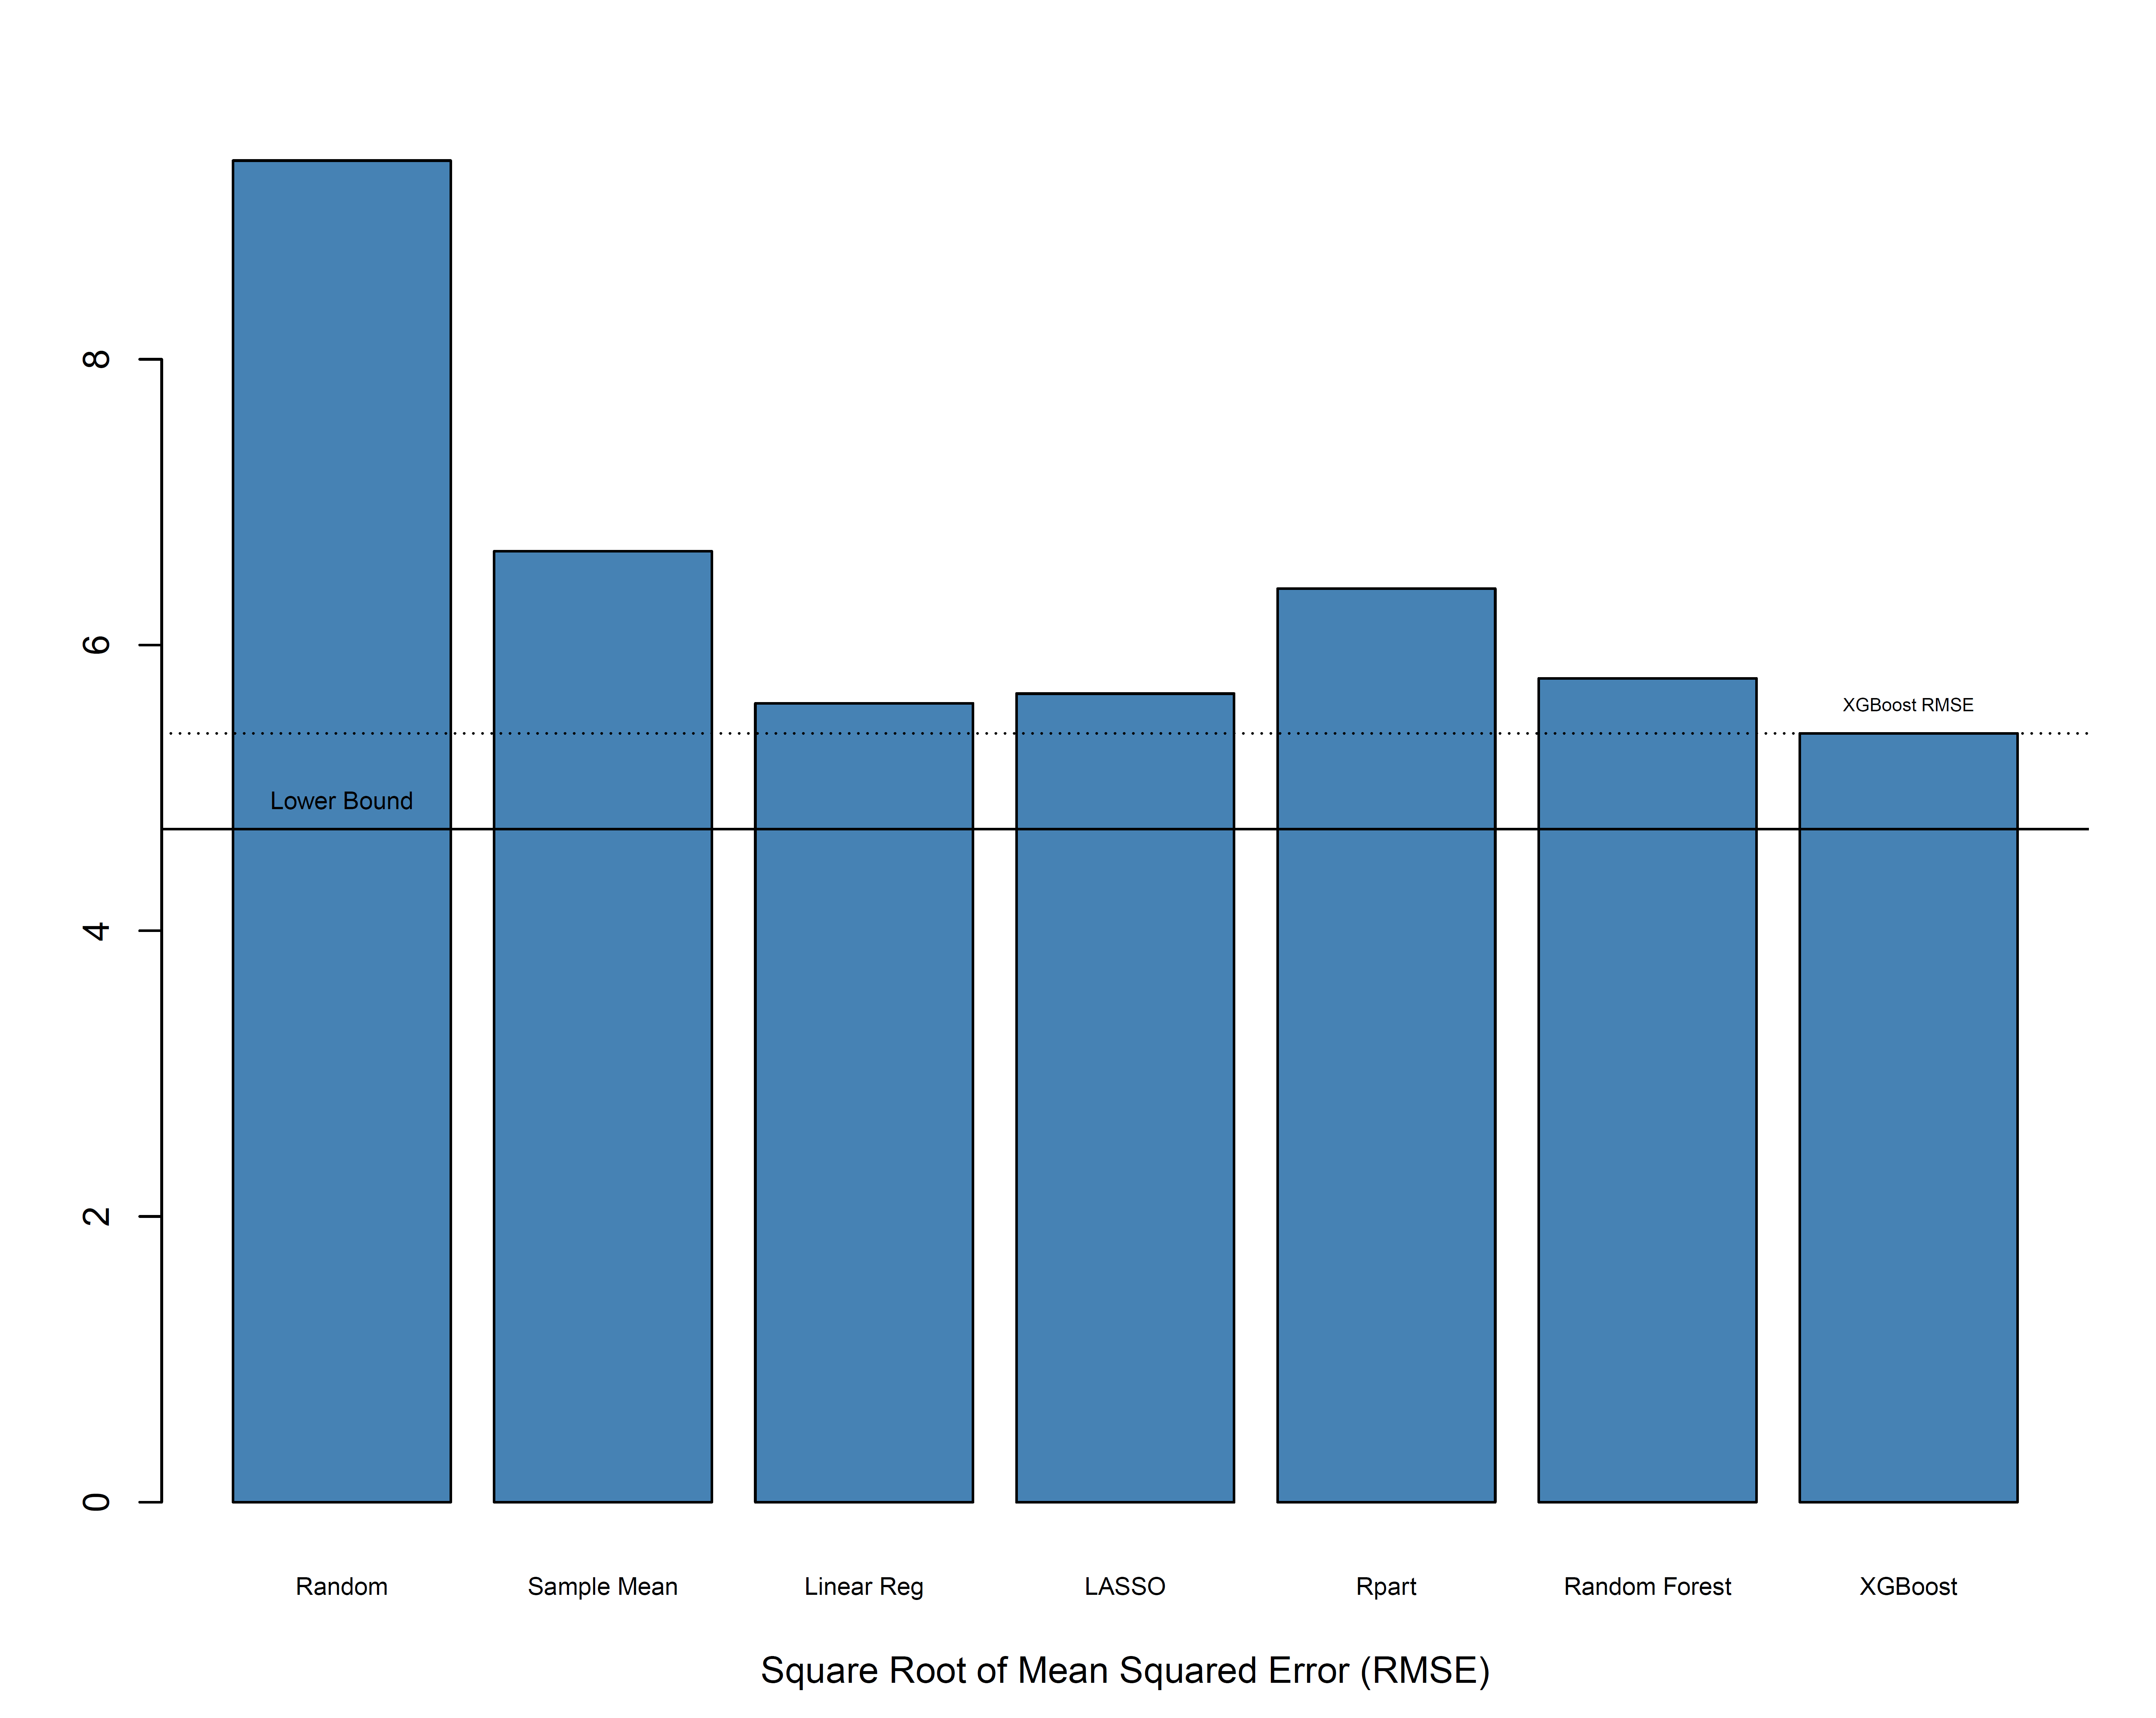 8
6
4
2
0
XGBoost RMSE
Lower Bound
Random
Sample Mean
Linear Reg
LASSO
Rpart
Random Forest
XGBoost
Square Root of Mean Squared Error (RMSE)